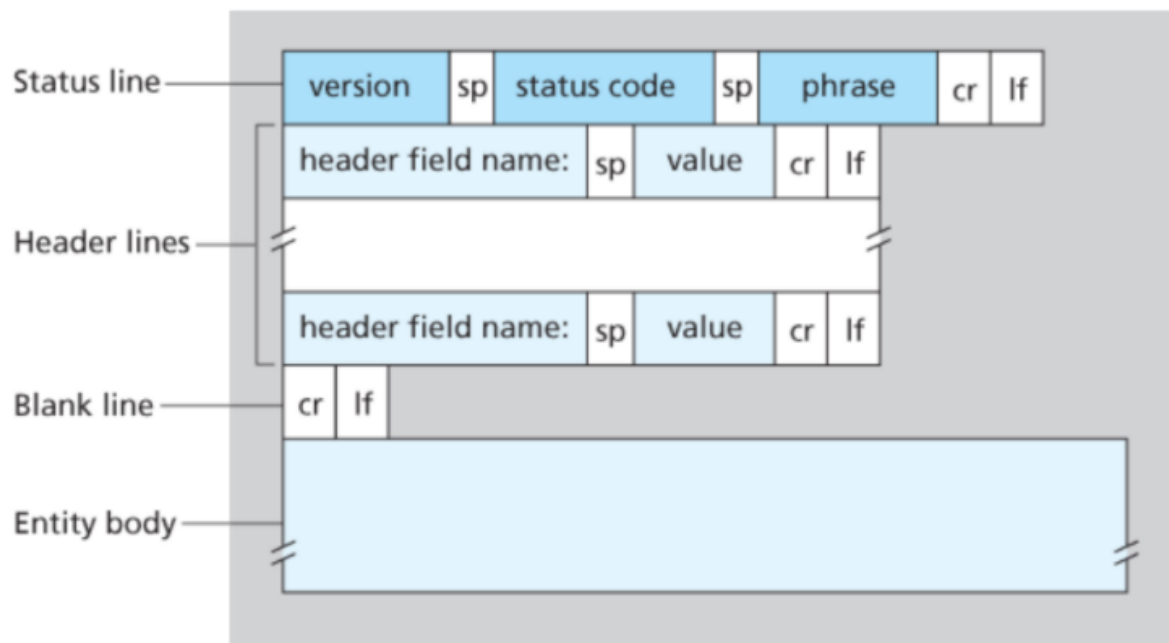 Status line version sp status code sp phrase cr lf
header field name: sp value cr lf
Header lines
header field name: sp value cr lf
Blank line cr lf
Entity body